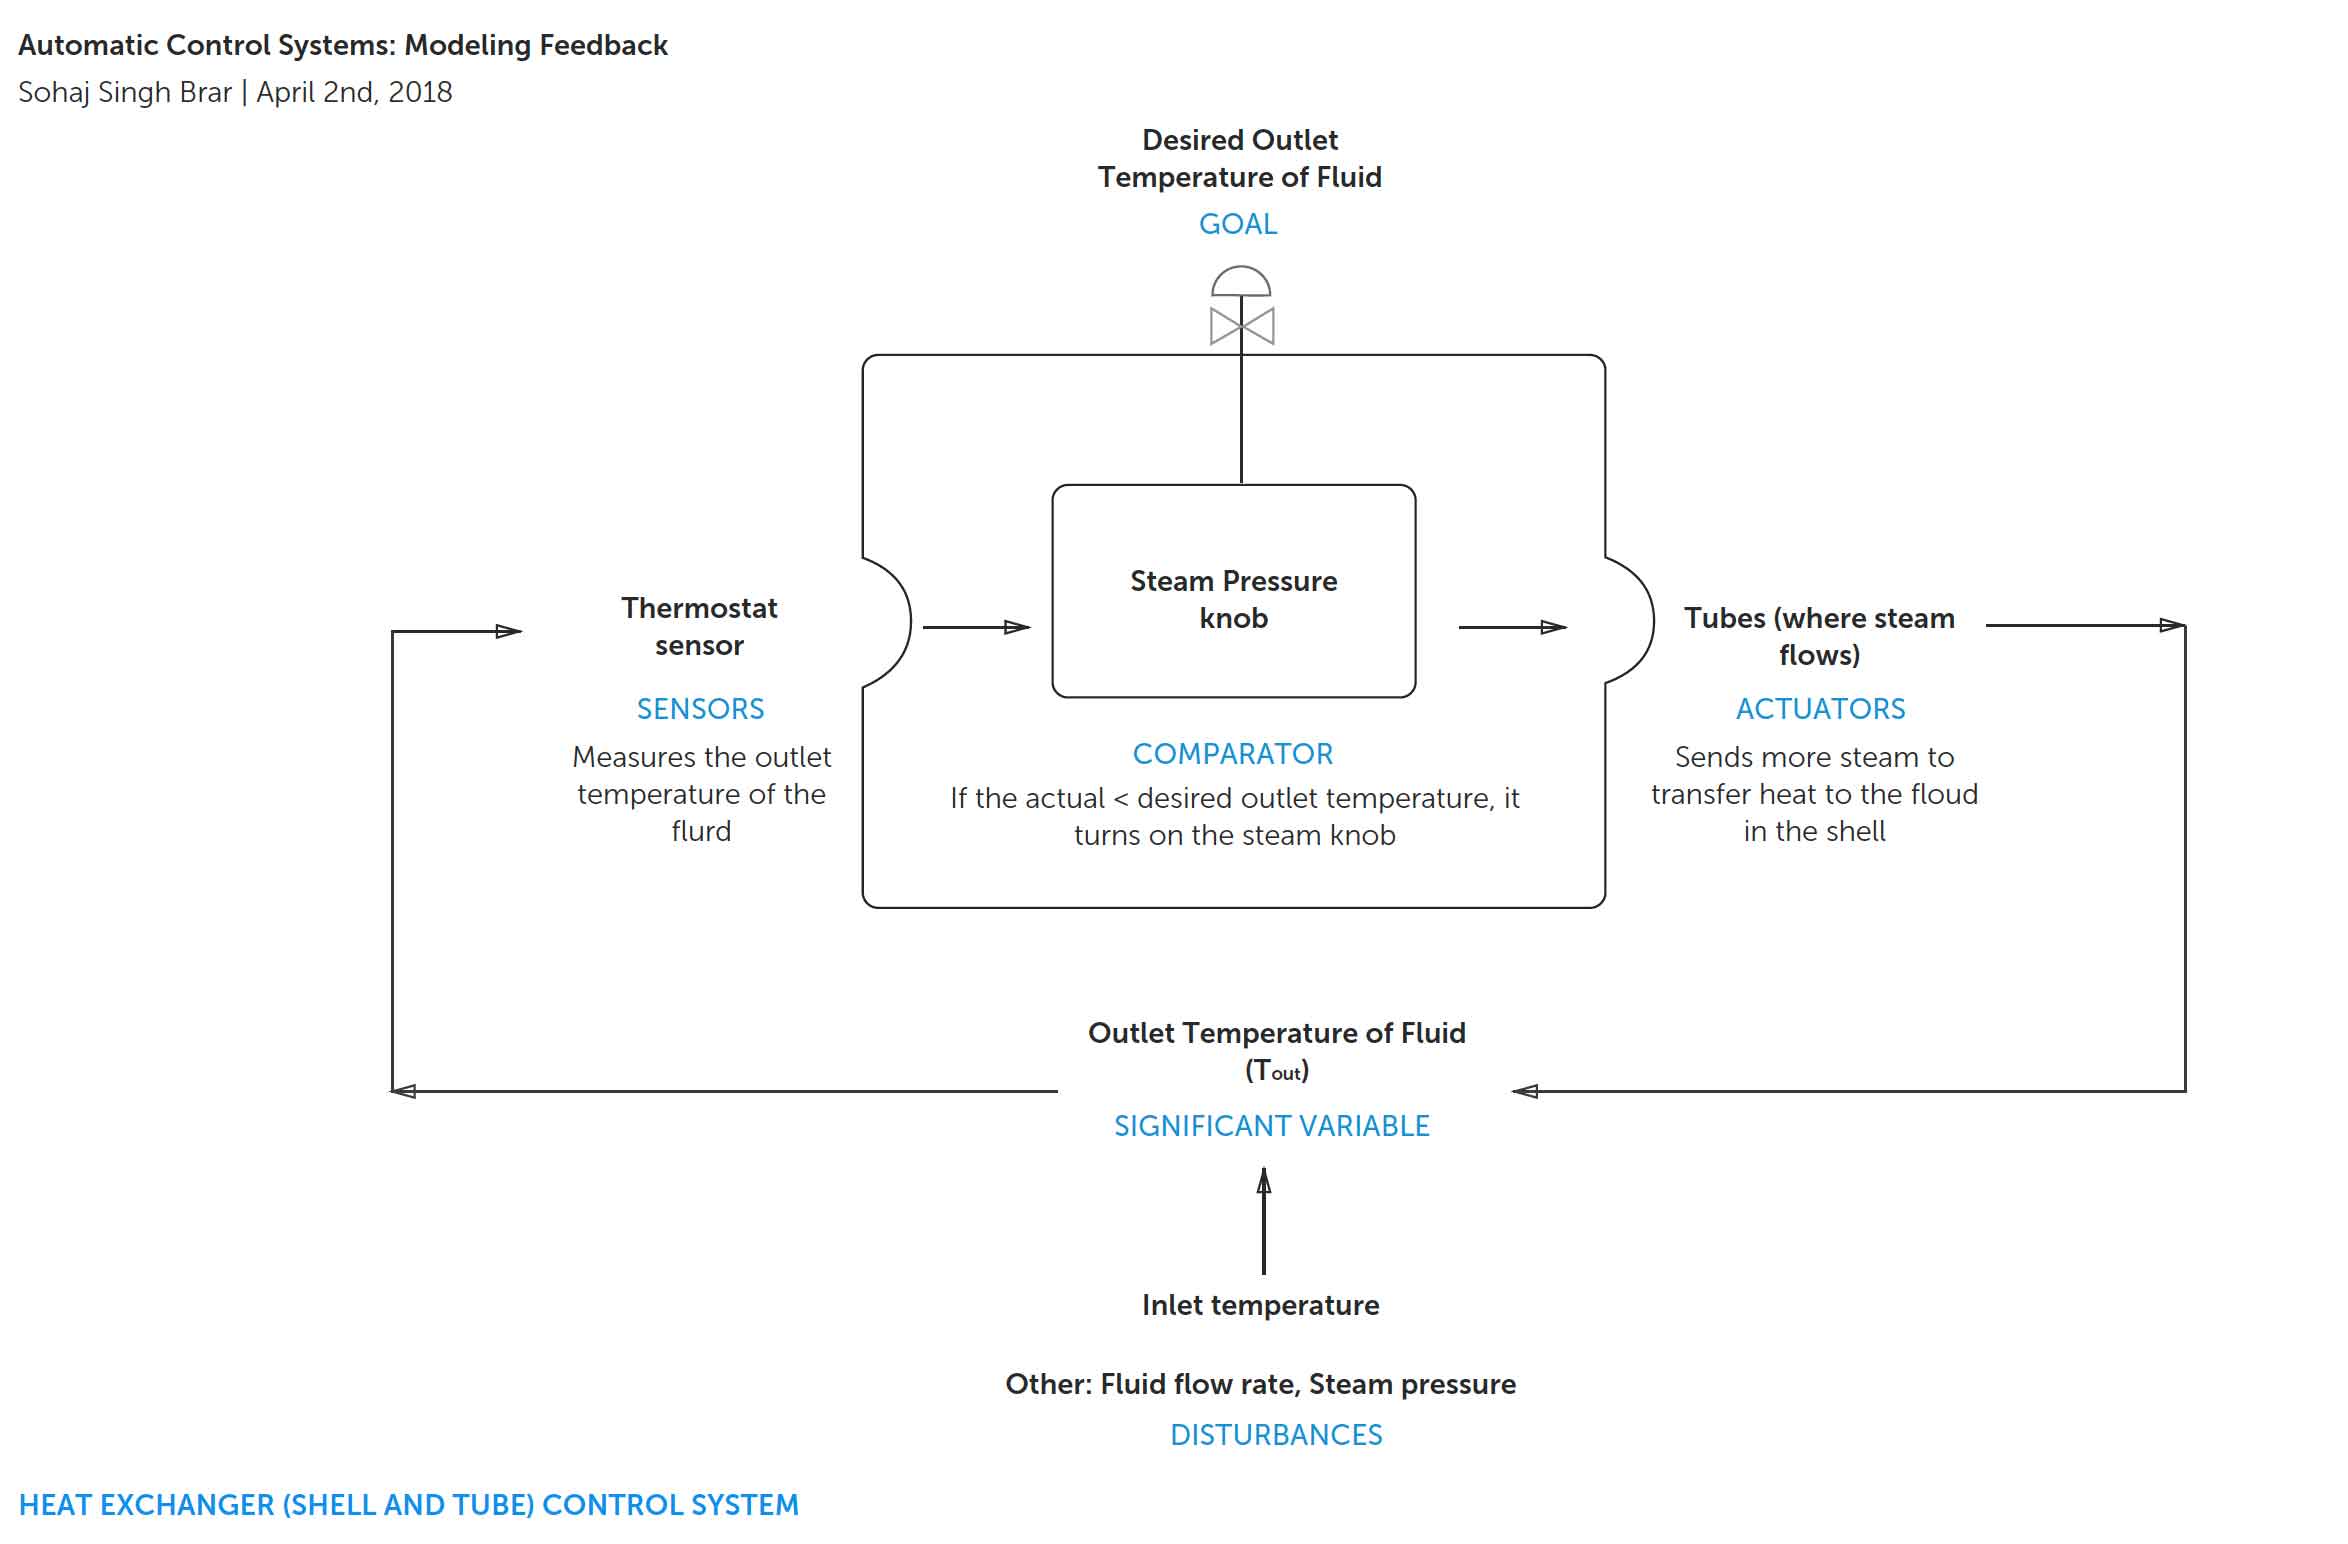 Automatic Control Systems: Modeling Feedback
Sohaj Singh Brar | April 2nd, 2018
Desired Outlet
Temperature of Fluid
GOAL
Thermostat
sensor
SENSORS
Measures the outlet
temperature of the
flurd
Steam Pressure
knob
COMPARATOR
If the actual < desired outlet temperature, it
turns on the steam knob
Tubes (where steam
flows)
ACTUATORS
Sends more steam to
transfer heat to the floud
in the shell
Outlet Temperature of Fluid
(Tout)
SIGNIFICANT VARIABLE
Inlet temperature
Other: Fluid flow rate, Steam pressure
DISTURBANCES
HEAT EXCHANGER (SHELL AND TUBE) CONTROL SYSTEM